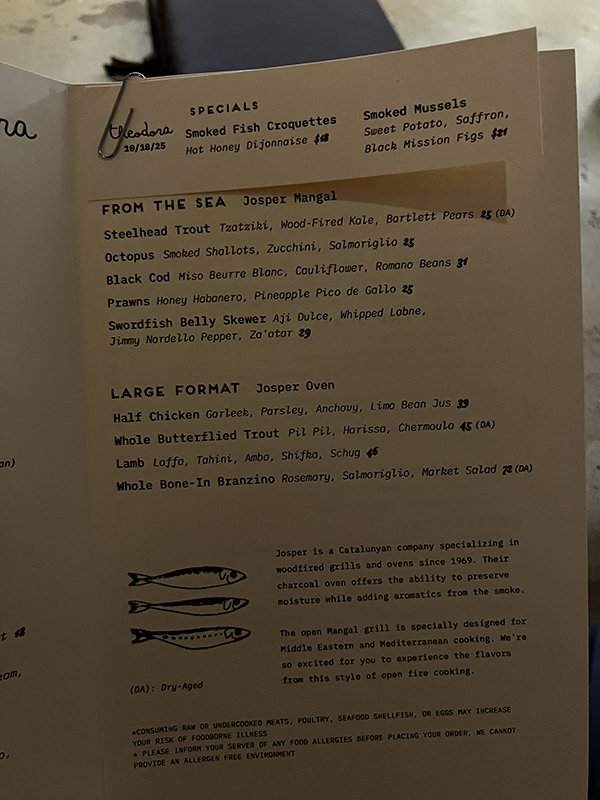 SPECIALS
theodora
10/18/25
Smoked Fish Croquettes
Hot Honey Dijonnaise $18
Smoked Mussels
Sweet Potato, Saffron,
Black Mission Figs $21
FROM THE SEA Josper Mangal
Steelhead Trout Tzatziki, Wood-Fired Kale, Bartlett Pears 25 (DA)
Octopus Smoked Shallots, Zucchini, Salmoriglio 25
Black Cod Miso Beurre Blanc, Cauliflower, Romano Beans 31
Prawns Honey Habanero, Pineapple Pico de Gallo 25
Swordfish Belly Skewer Aji Dulce, Whipped Labne,
Jimmy Nardello Pepper, Za'atar 29
LARGE FORMAT Josper Oven
Half Chicken Garleek, Parsley, Anchovy, Lima Bean Jus 39
Whole Butterflied Trout Pil Pil, Harissa, Chermoula 45 (DA)
Lamb Laffa, Tahini, Amba, Shifka, Schug 46
Whole Bone-In Branzino Rosemary, Salmoriglio, Market Salad 72 (DA)
Josper is a Catalunyan company specializing in
woodfired grills and ovens since 1969. Their
charcoal oven offers the ability to preserve
moisture while adding aromatics from the smoke.
The open Mangal grill is specially designed for
Middle Eastern and Mediterranean cooking. We're
so excited for you to experience the flavors
from this style of open fire cooking.
(DA): Dry-Aged
*CONSUMING RAW OR UNDERCOOKED MEATS, POULTRY, SEAFOOD SHELLFISH, OR EGGS MAY INCREASE
YOUR RISK OF FOODBORNE ILLNESS
* PLEASE INFORM YOUR SERVER OF ANY FOOD ALLERGIES BEFORE PLACING YOUR ORDER, WE CANNOT
PROVIDE AN ALLERGEN FREE ENVIRONMENT